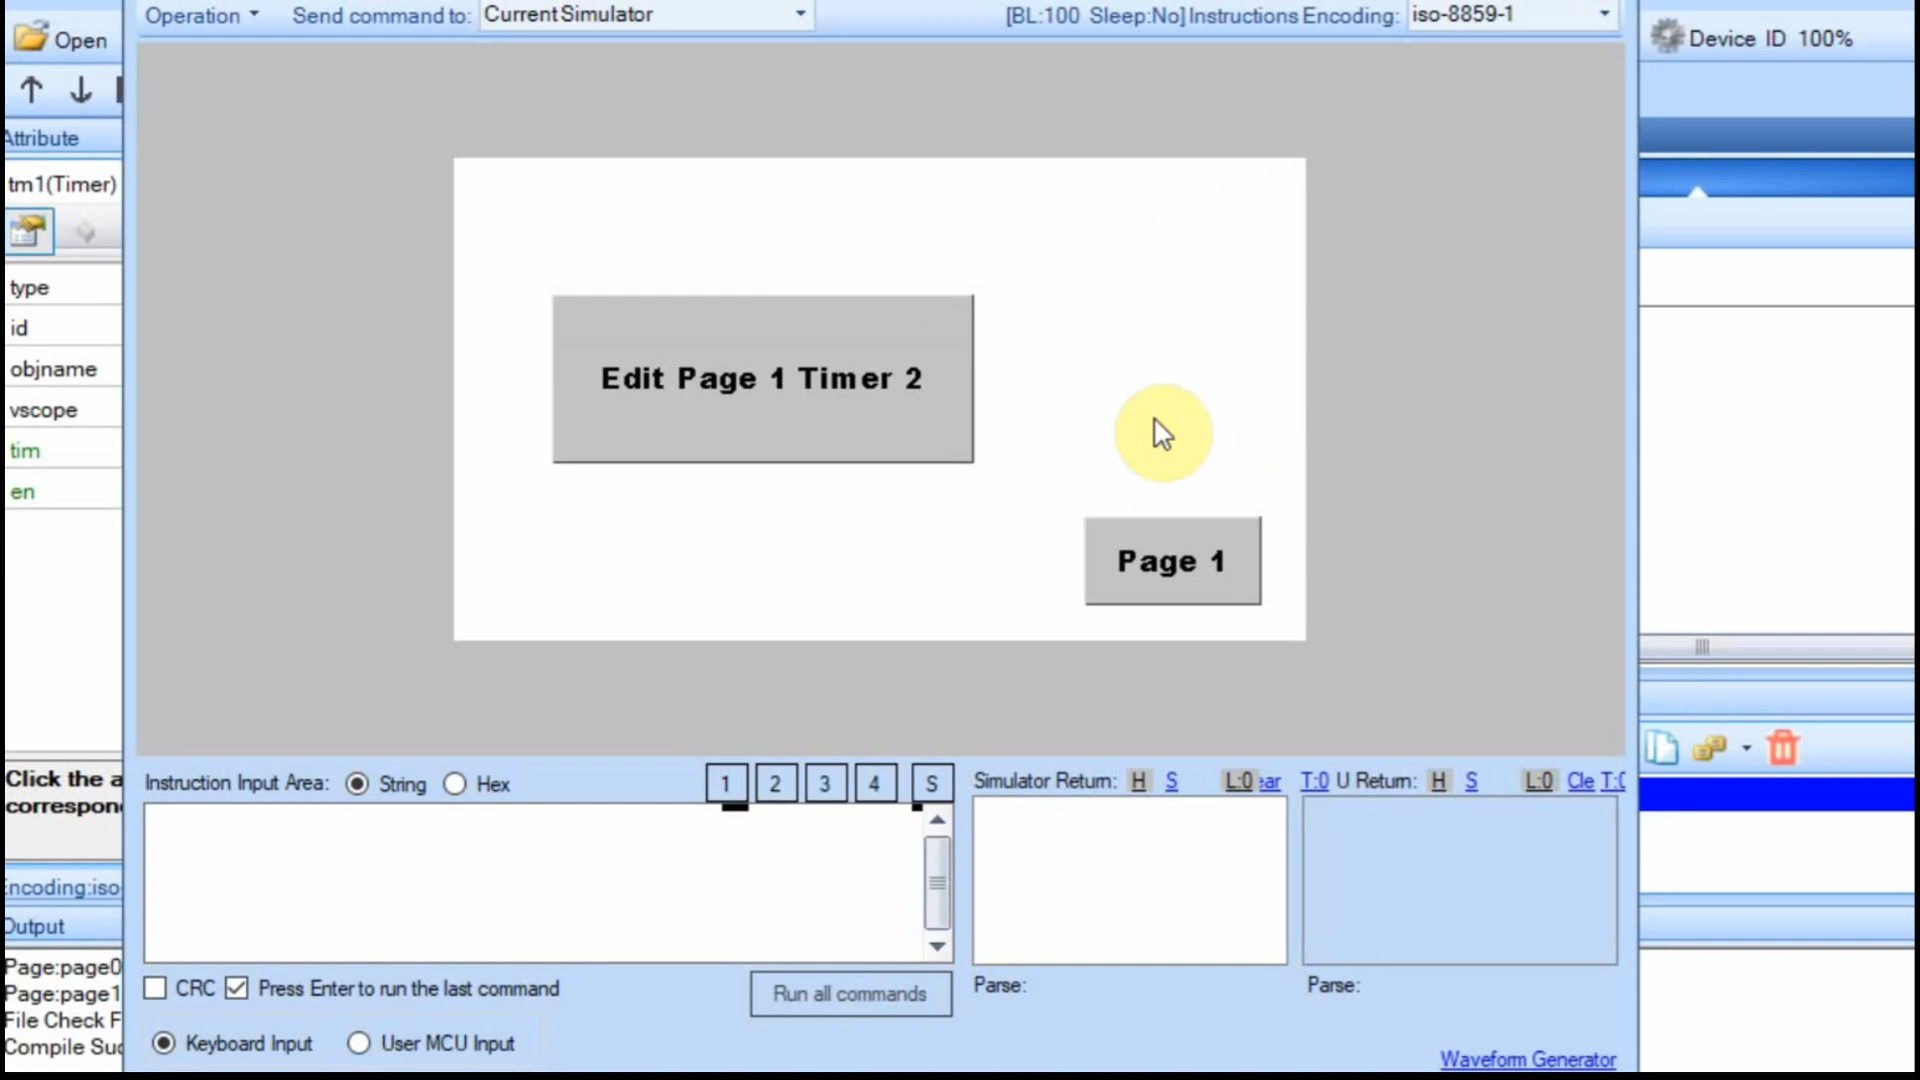 Operation Send command to: Current Simulator [BL:100 Sleep:No] Instructions Encoding: iso-8859-1
Open
Device ID 100%
Attribute
tm1(Timer)
type
id
objname
vscope
tim
en
Edit Page 1 Timer 2
Page 1
Click the a
correspon
Encoding:iso-
Output
Page:page0
Page:page1
File Check F
Compile Suc
Instruction Input Area: String Hex 1 2 3 4 S
Simulator Return: H S L:0 ear T:0 U Return: H S L:0 Cle T:0
CRC Press Enter to run the last command Run all commands
Parse: Parse:
Keyboard Input User MCU Input
Waveform Generator